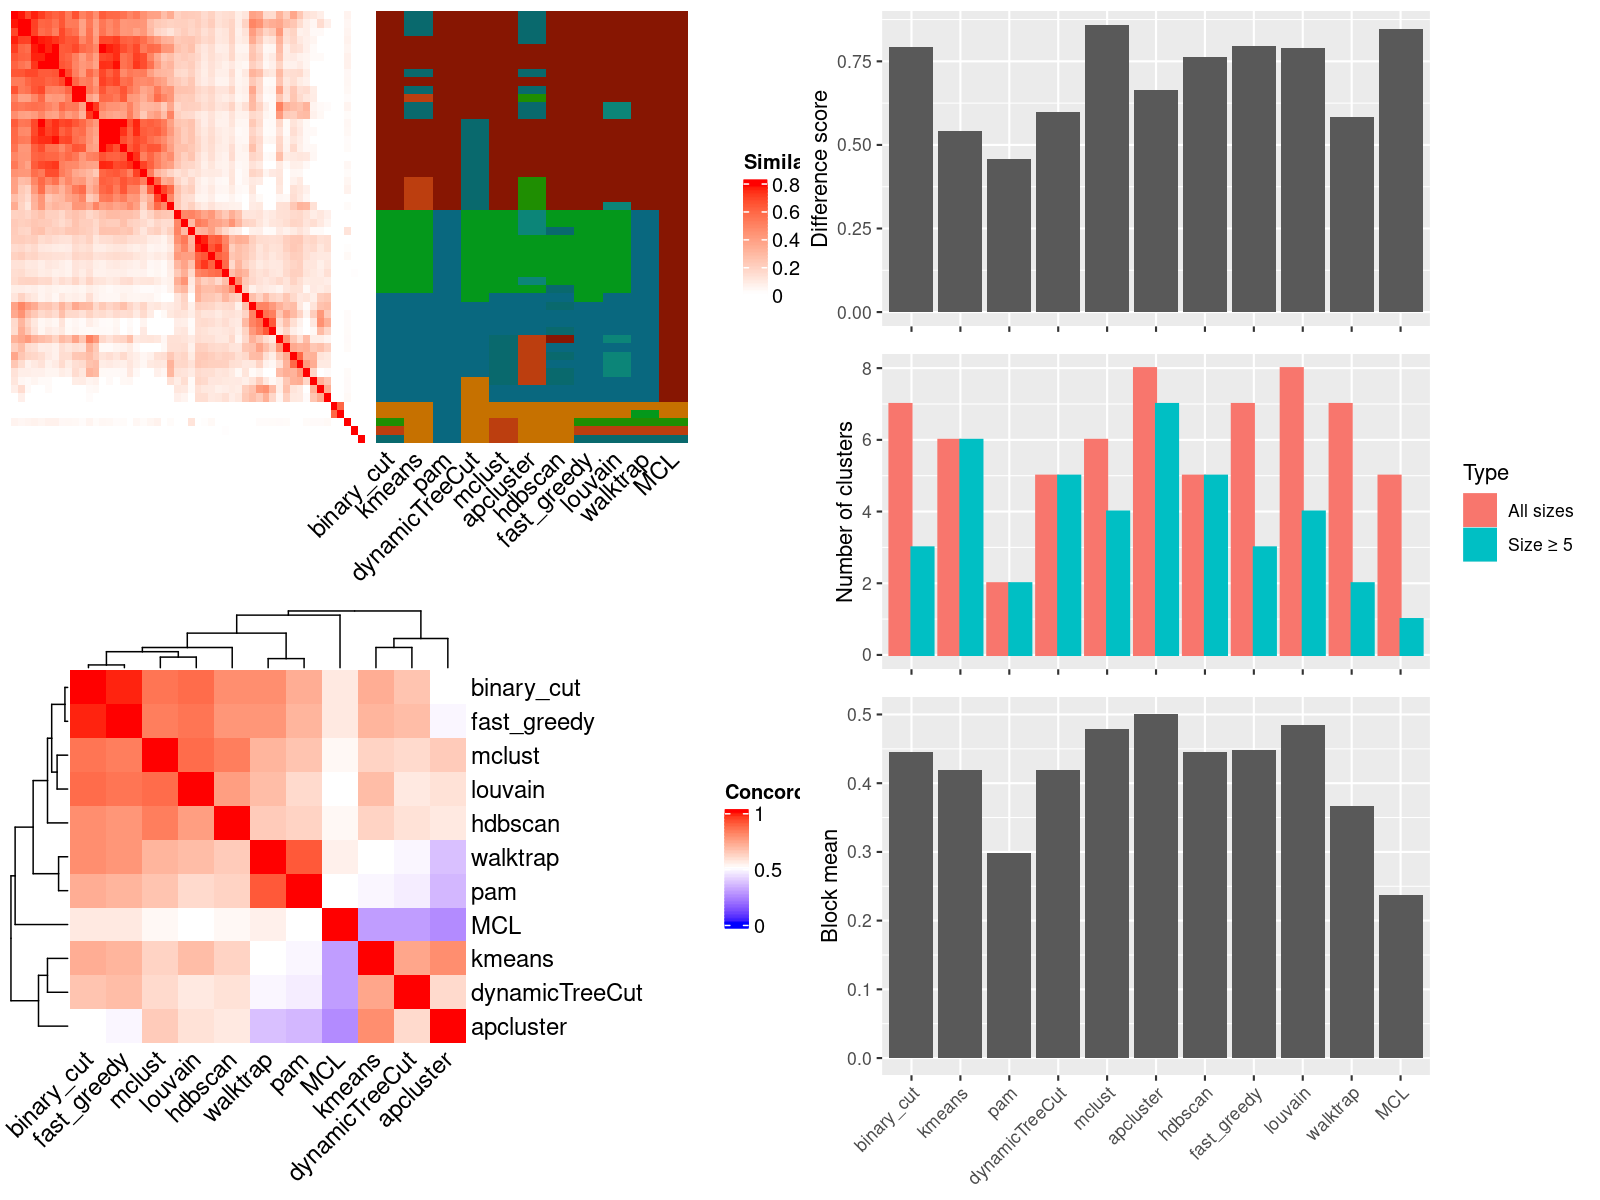 Simila
0.8
0.6
0.4
0.2
0
binary_cut
kmeans
pam
dynamicTreeCut
mclust
apcluster
hdbscan
fast_greedy
louvain
walktrap
MCL
binary_cut
fast_greedy
mclust
louvain
hdbscan
walktrap
pam
MCL
kmeans
dynamicTreeCut
apcluster
binary_cut
fast_greedy
mclust
louvain
hdbscan
walktrap
pam
MCL
kmeans
dynamicTreeCut
apcluster
Concord
1
0.5
0
Difference score
0.75
0.50
0.25
0.00
Number of clusters
8
6
4
2
0
Type
All sizes
Size ≥ 5
Block mean
0.5
0.4
0.3
0.2
0.1
0.0
binary_cut
kmeans
pam
dynamicTreeCut
mclust
apcluster
hdbscan
fast_greedy
louvain
walktrap
MCL